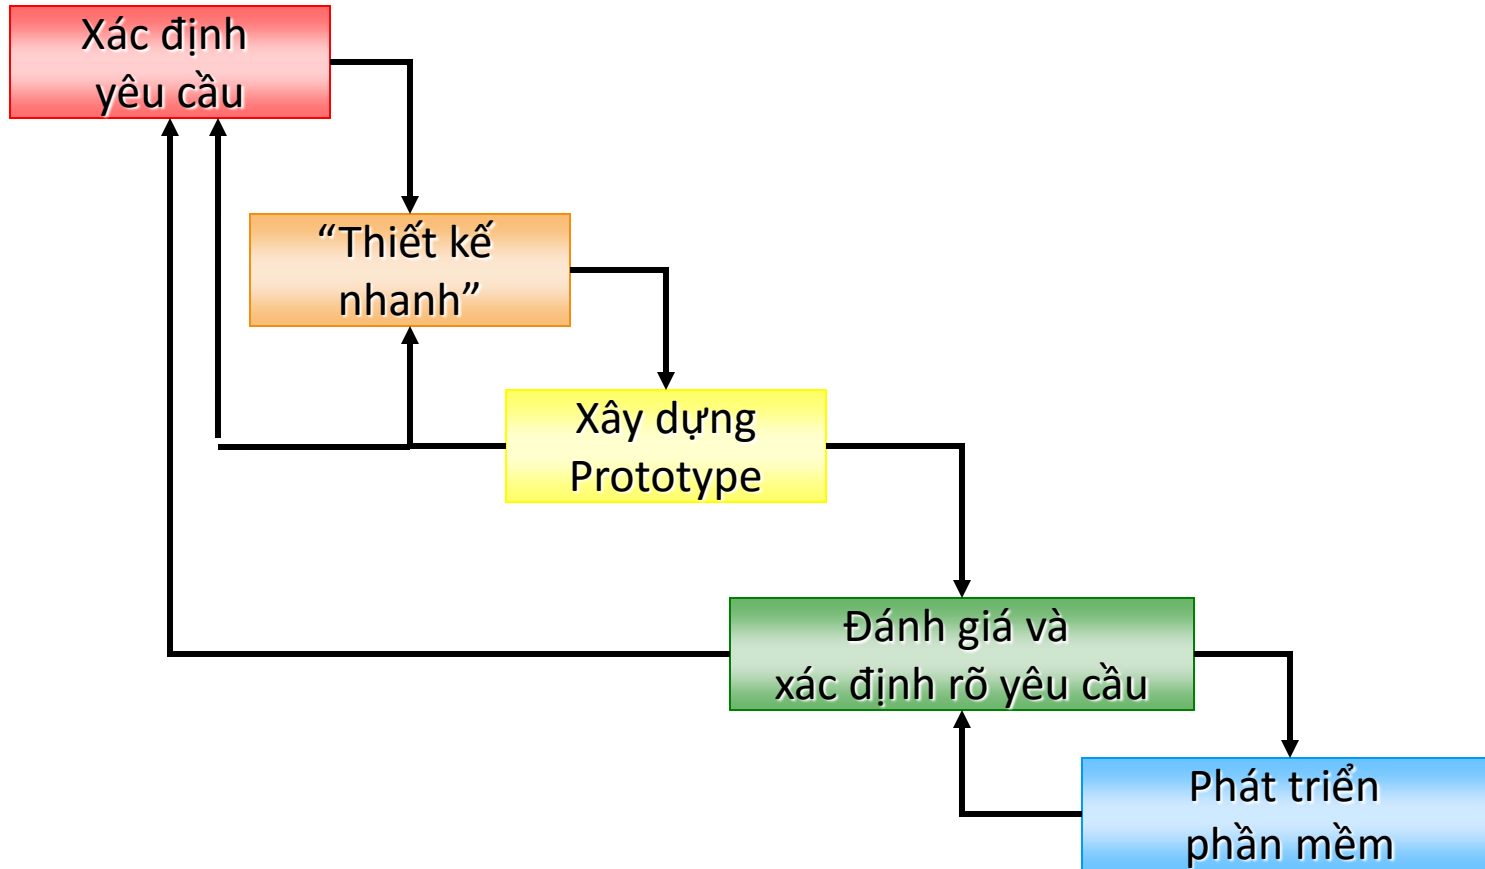 Xác định
yêu cầu
“Thiết kế
nhanh”
Xây dựng
Prototype
Đánh giá và
xác định rõ yêu cầu
Phát triển
phần mềm